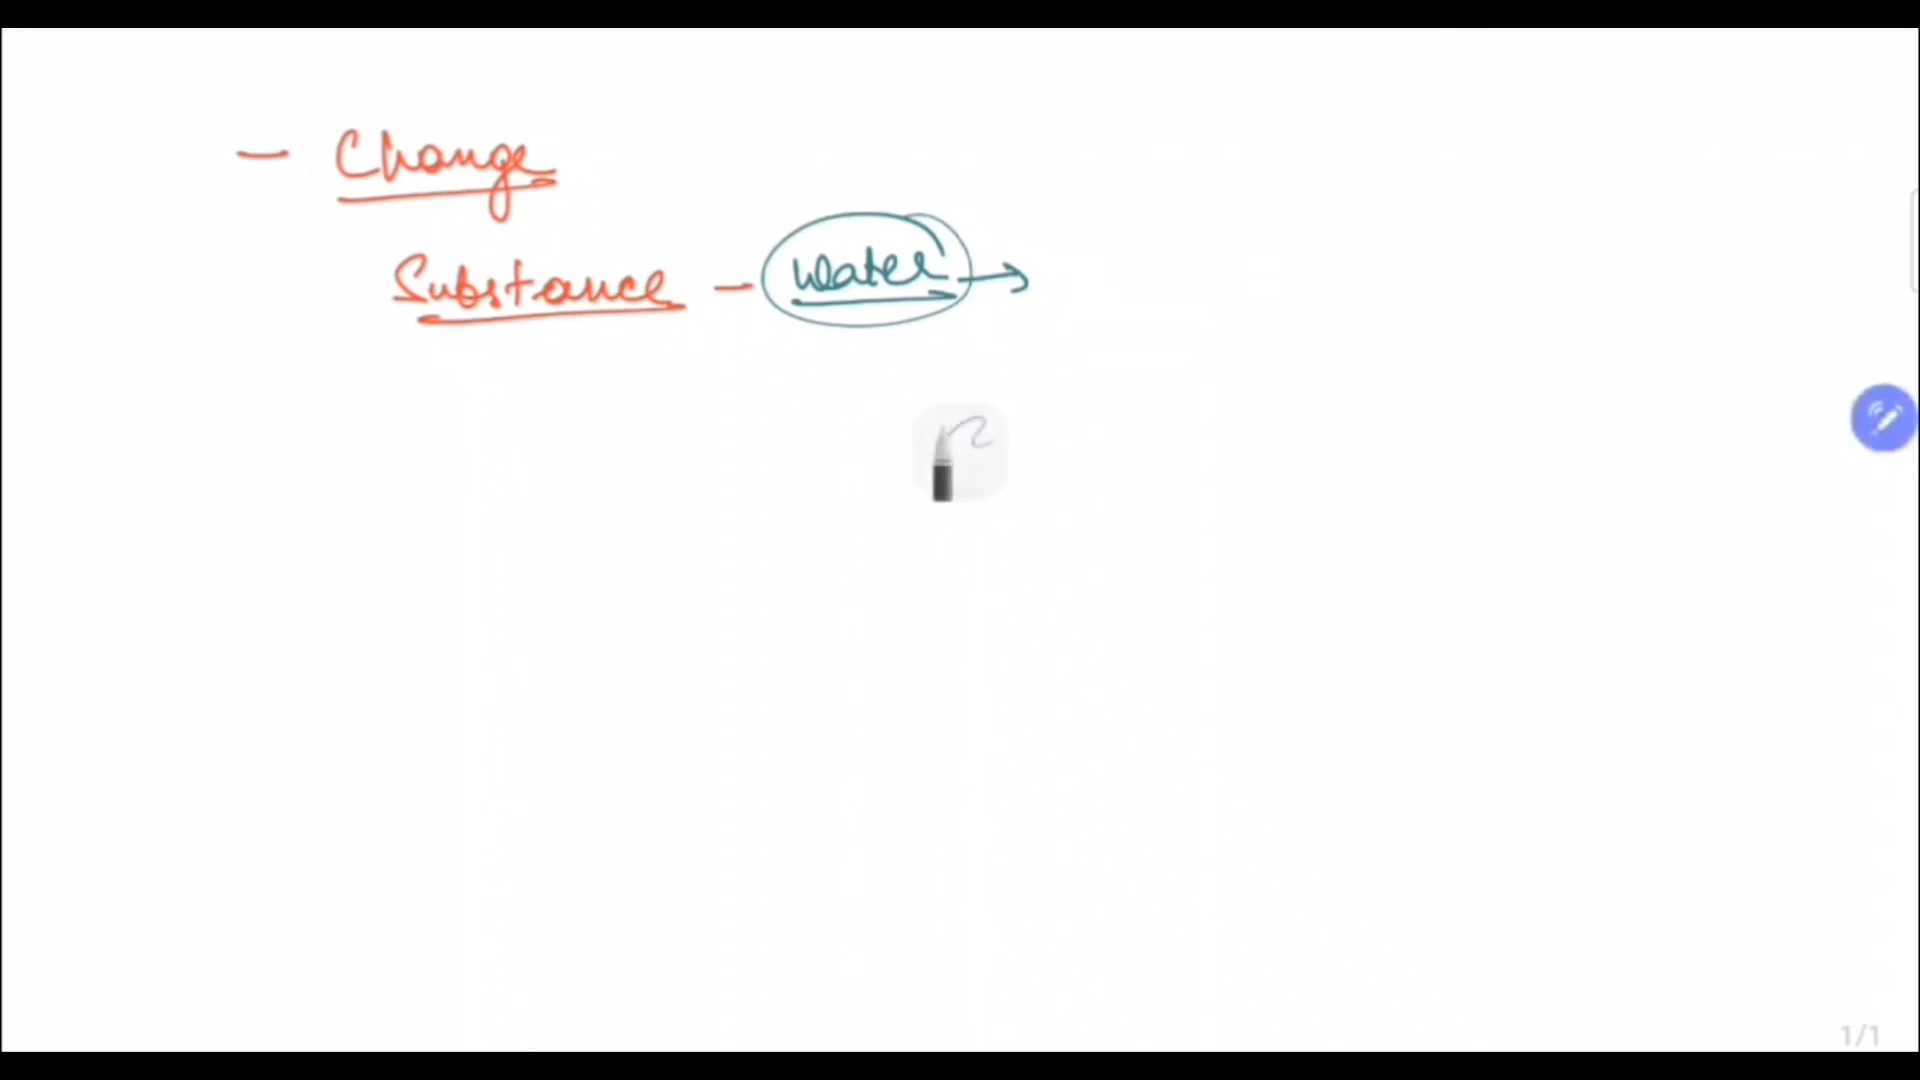 - Change
Substance - Water →
1/1